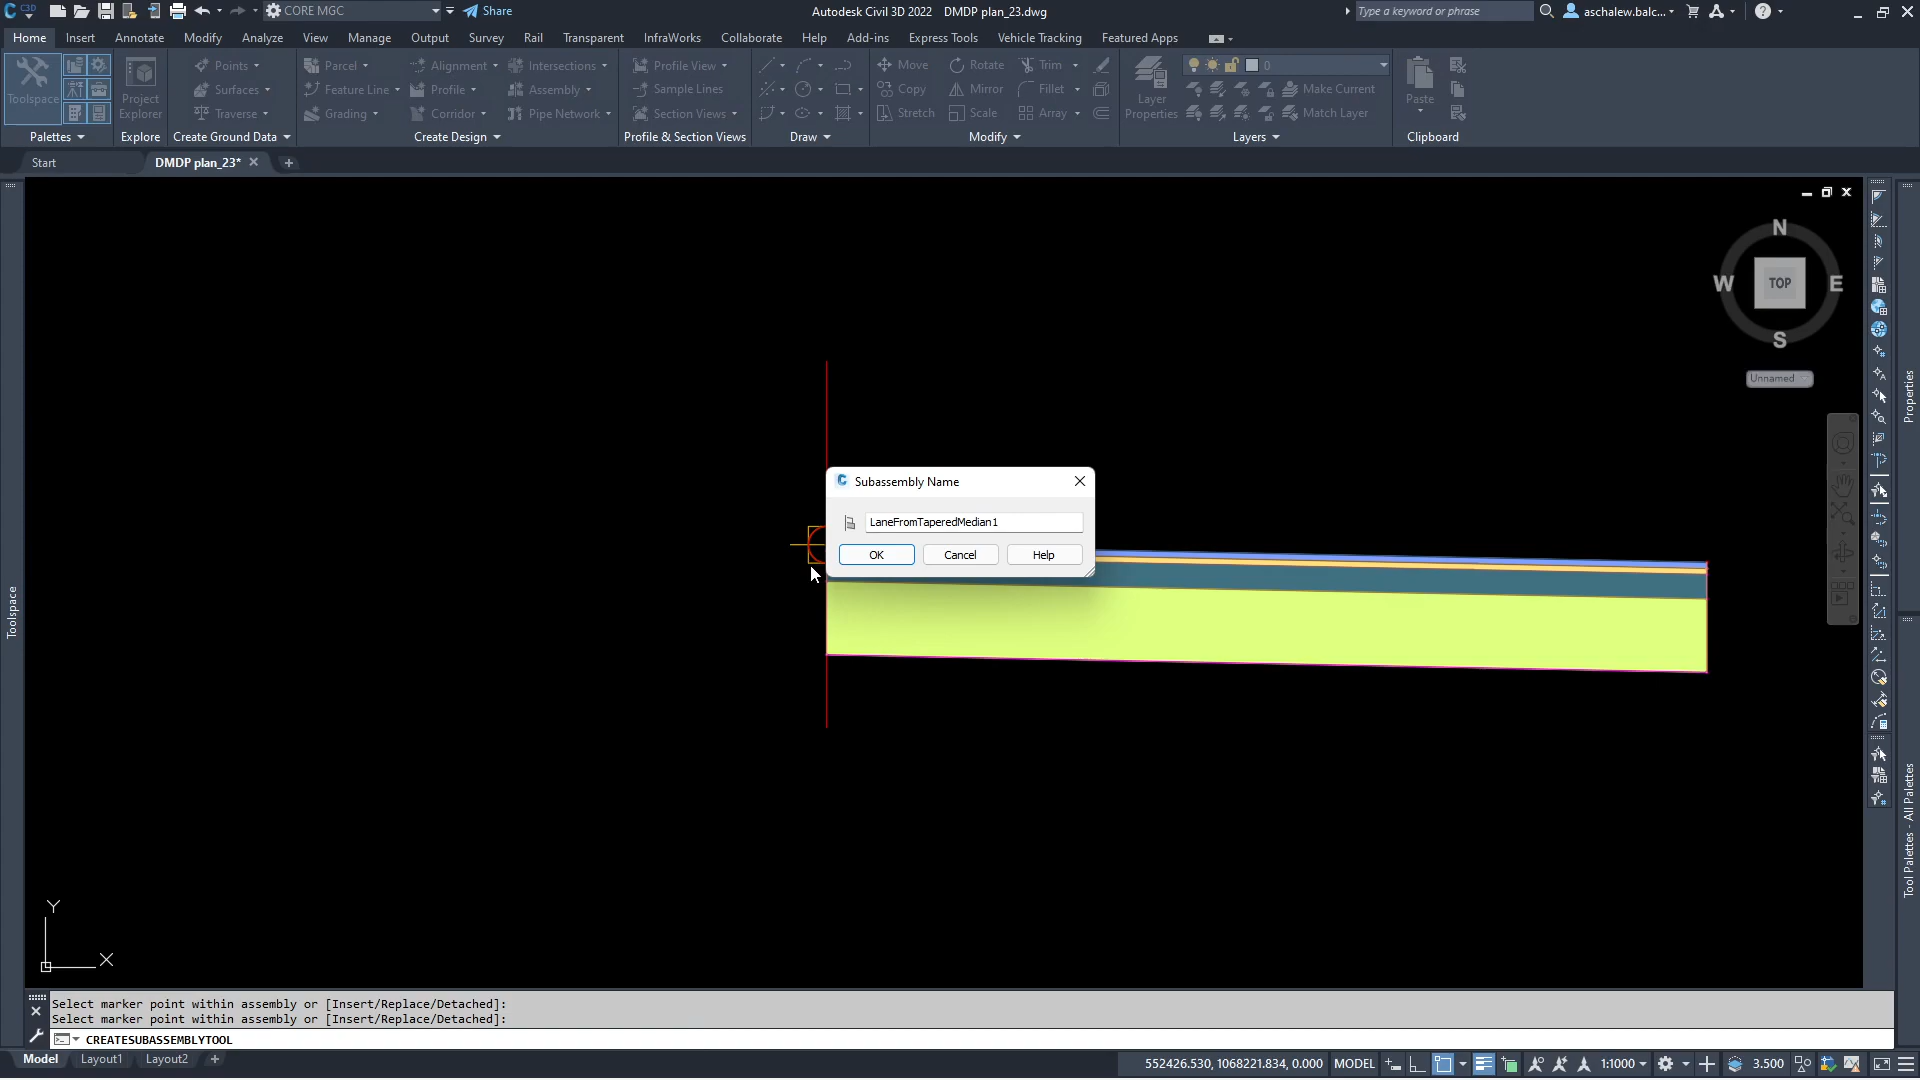 C3D CORE MGC Share Autodesk Civil 3D 2022 DMDP plan_23.dwg Type a keyword or phrase aschalew.balc...
Home Insert Annotate Modify Analyze View Manage Output Survey Rail Transparent InfraWorks Collaborate Help Add-ins Express Tools Vehicle Tracking Featured Apps
Points Parcel Alignment Intersections Profile View Move Rotate Trim 0
Toolspace Project Explorer Surfaces Feature Line Profile Assembly Sample Lines Copy Mirror Fillet Layer Properties Make Current Paste
Traverse Grading Corridor Pipe Network Section Views Stretch Scale Array Match Layer
Palettes Explore Create Ground Data Create Design Profile & Section Views Draw Modify Layers Clipboard
Start DMDP plan_23*
N
W TOP E
S
Unnamed
Properties
Toolspace
Tool Palettes - All Palettes
Subassembly Name
LaneFromTaperedMedian1
OK Cancel Help
Y
X
Select marker point within assembly or [Insert/Replace/Detached]:
Select marker point within assembly or [Insert/Replace/Detached]:
CREATESUBASSEMBLYTOOL
Model Layout1 Layout2 552426.530, 1068221.834, 0.000 MODEL 1:1000 3.500